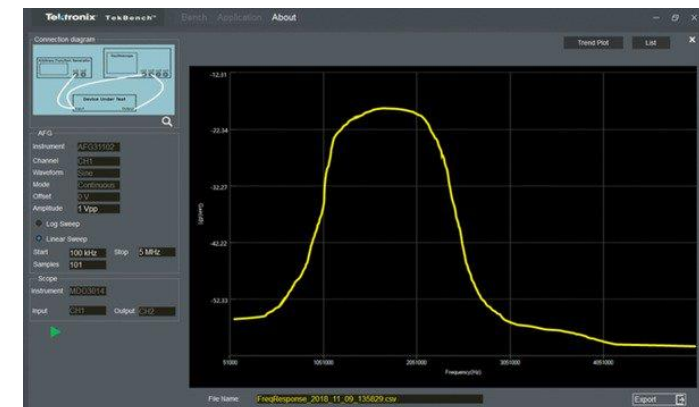 Tektronix TekBench™ Bench Application About
Connection diagram
Device Under Test
Trend Plot List
AFG
Instrument AFG31102
Channel CH1
Waveform Sine
Mode Continuous
Offset 0 V
Amplitude 1 Vpp
Log Sweep
Linear Sweep
Start 100 kHz Stop 5 MHz
Samples 101
Scope
Instrument MDO3014
Input CH1 Output CH2
-12.31
-22.34
-32.27
-42.22
-52.33
Gain(dB)
51000 1051000 2051000 3051000 4051000
Frequency(Hz)
File Name: FreqResponse_2018_11_09_135829.csv Export